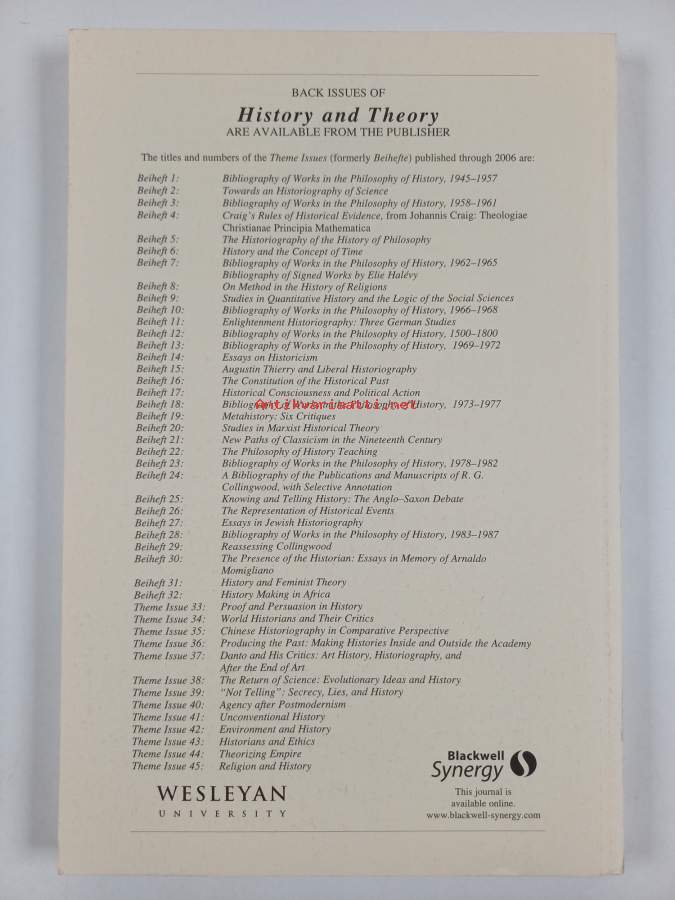 BACK ISSUES OF
History and Theory
ARE AVAILABLE FROM THE PUBLISHER
The titles and numbers of the Theme Issues (formerly Beihefte) published through 2006 are:
Beiheft 1: Bibliography of Works in the Philosophy of History, 1945–1957
Beiheft 2: Towards an Historiography of Science
Beiheft 3: Bibliography of Works in the Philosophy of History, 1958–1961
Beiheft 4: Craig's Rules of Historical Evidence, from Johannis Craig: Theologiae
Christianae Principia Mathematica
Beiheft 5: The Historiography of the History of Philosophy
Beiheft 6: History and the Concept of Time
Beiheft 7: Bibliography of Works in the Philosophy of History, 1962–1965
Bibliography of Signed Works by Elie Halévy
Beiheft 8: On Method in the History of Religions
Beiheft 9: Studies in Quantitative History and the Logic of the Social Sciences
Beiheft 10: Bibliography of Works in the Philosophy of History, 1966–1968
Beiheft 11: Enlightenment Historiography: Three German Studies
Beiheft 12: Bibliography of Works in the Philosophy of History, 1500–1800
Beiheft 13: Bibliography of Works in the Philosophy of History, 1969–1972
Beiheft 14: Essays on Historicism
Beiheft 15: Augustin Thierry and Liberal Historiography
Beiheft 16: The Constitution of the Historical Past
Beiheft 17: Historical Consciousness and Political Action
Beiheft 18: Bibliography of Works in the Philosophy of History, 1973–1977
Antikvariaatti.net
Beiheft 19: Metahistory: Six Critiques
Beiheft 20: Studies in Marxist Historical Theory
Beiheft 21: New Paths of Classicism in the Nineteenth Century
Beiheft 22: The Philosophy of History Teaching
Beiheft 23: Bibliography of Works in the Philosophy of History, 1978–1982
Beiheft 24: A Bibliography of the Publications and Manuscripts of R. G.
Collingwood, with Selective Annotation
Beiheft 25: Knowing and Telling History: The Anglo–Saxon Debate
Beiheft 26: The Representation of Historical Events
Beiheft 27: Essays in Jewish Historiography
Beiheft 28: Bibliography of Works in the Philosophy of History, 1983–1987
Beiheft 29: Reassessing Collingwood
Beiheft 30: The Presence of the Historian: Essays in Memory of Arnaldo
Momigliano
Beiheft 31: History and Feminist Theory
Beiheft 32: History Making in Africa
Theme Issue 33: Proof and Persuasion in History
Theme Issue 34: World Historians and Their Critics
Theme Issue 35: Chinese Historiography in Comparative Perspective
Theme Issue 36: Producing the Past: Making Histories Inside and Outside the Academy
Theme Issue 37: Danto and His Critics: Art History, Historiography, and
After the End of Art
Theme Issue 38: The Return of Science: Evolutionary Ideas and History
Theme Issue 39: "Not Telling": Secrecy, Lies, and History
Theme Issue 40: Agency after Postmodernism
Theme Issue 41: Unconventional History
Theme Issue 42: Environment and History
Theme Issue 43: Historians and Ethics
Theme Issue 44: Theorizing Empire
Theme Issue 45: Religion and History
WESLEYAN
UNIVERSITY
Blackwell
Synergy
This journal is
available online.
www.blackwell-synergy.com